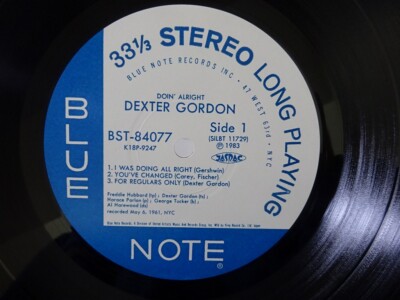 33⅓ STEREO LONG PLAYING
BLUE NOTE RECORDS INC • 47 WEST 63rd • NYC
DOIN' ALRIGHT
DEXTER GORDON
BST-84077 Side 1
K18P-9247 (SILBT 11729)
JASRAC ℗ 1983
1. I WAS DOING ALL RIGHT (Gershwin)
2. YOU'VE CHANGED (Carey, Fischer)
3. FOR REGULARS ONLY (Dexter Gordon)
Freddie Hubbard (tp) ; Dexter Gordon (ts) ;
Horace Parlan (p) ; George Tucker (b) ;
Al Harewood (ds)
recorded May 6, 1961, NYC
BLUE
NOTE ®